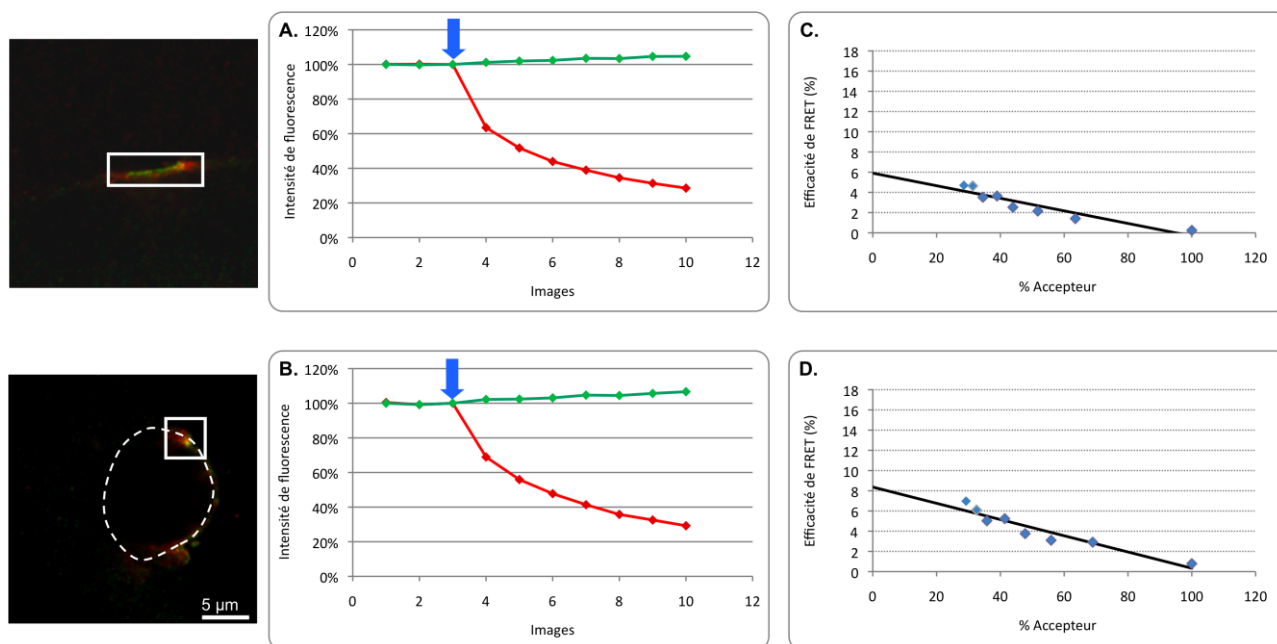 A.
120%
100%
80%
60%
40%
20%
0%
Intensité de fluorescence
0 2 4 6 8 10 12
Images
C.
18
16
14
12
10
8
6
4
2
0
Efficacité de FRET (%)
0 20 40 60 80 100 120
% Accepteur
5 µm
B.
120%
100%
80%
60%
40%
20%
0%
Intensité de fluorescence
0 2 4 6 8 10 12
Images
D.
18
16
14
12
10
8
6
4
2
0
Efficacité de FRET (%)
0 20 40 60 80 100 120
% Accepteur